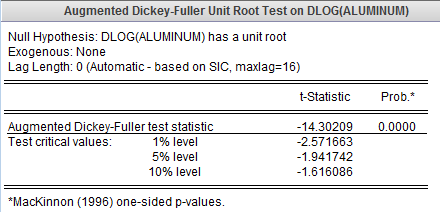 Augmented Dickey-Fuller Unit Root Test on DLOG(ALUMINUM)
Null Hypothesis: DLOG(ALUMINUM) has a unit root
Exogenous: None
Lag Length: 0 (Automatic - based on SIC, maxlag=16)
t-Statistic Prob.*
Augmented Dickey-Fuller test statistic -14.30209 0.0000
Test critical values: 1% level -2.571663
5% level -1.941742
10% level -1.616086
*MacKinnon (1996) one-sided p-values.